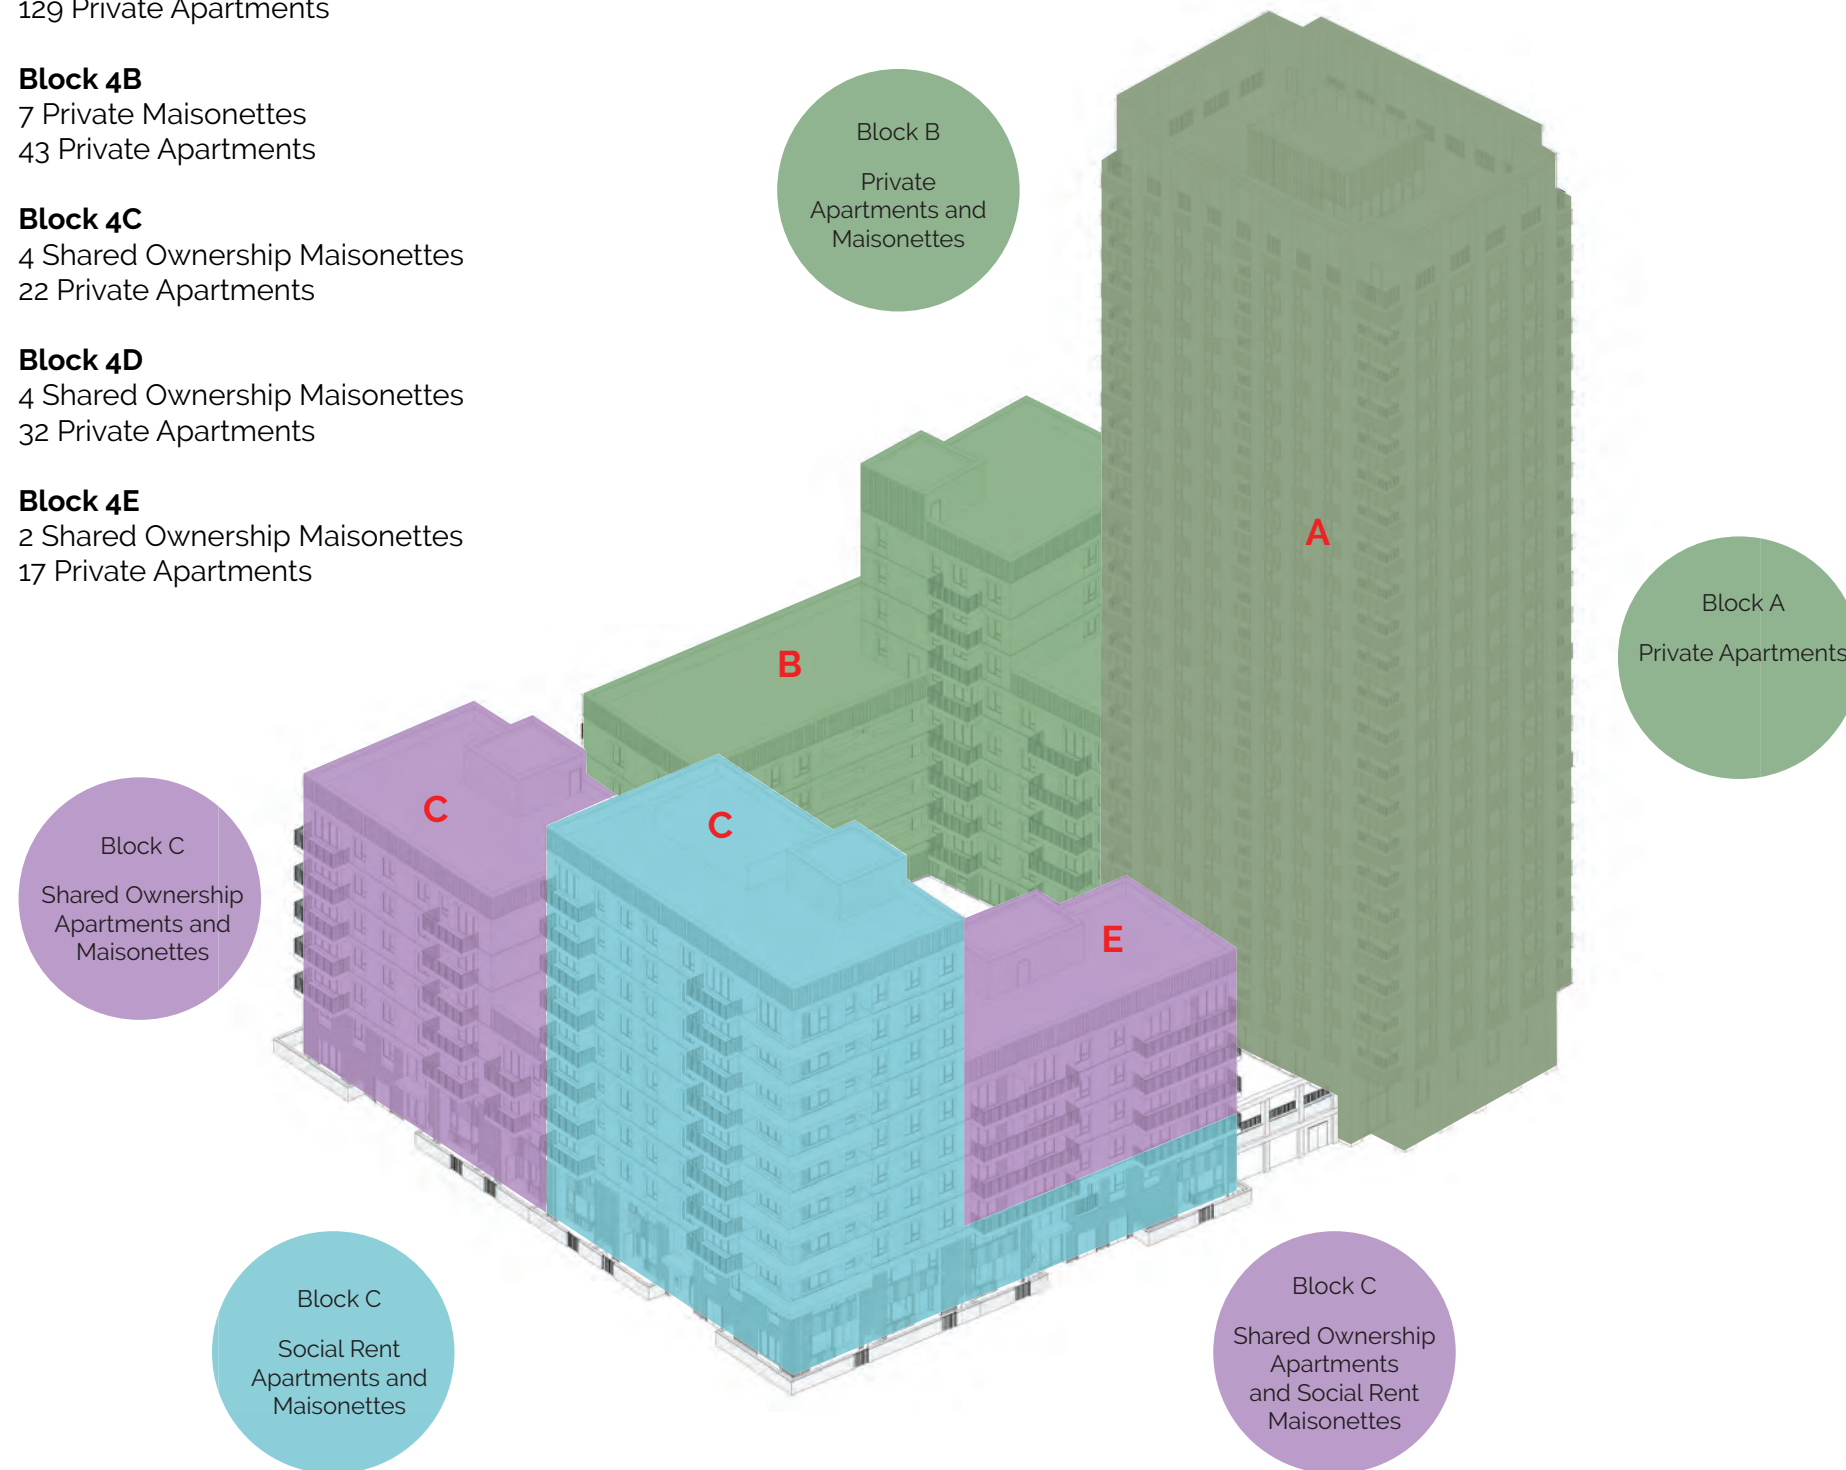 129 Private Apartments
Block 4B
7 Private Maisonettes
43 Private Apartments
Block 4C
4 Shared Ownership Maisonettes
22 Private Apartments
Block 4D
4 Shared Ownership Maisonettes
32 Private Apartments
Block 4E
2 Shared Ownership Maisonettes
17 Private Apartments
Block B
Private
Apartments and
Maisonettes
A
Block A
Private Apartments
B
C
C
E
Block C
Shared Ownership
Apartments and
Maisonettes
Block C
Social Rent
Apartments and
Maisonettes
Block C
Shared Ownership
Apartments
and Social Rent
Maisonettes